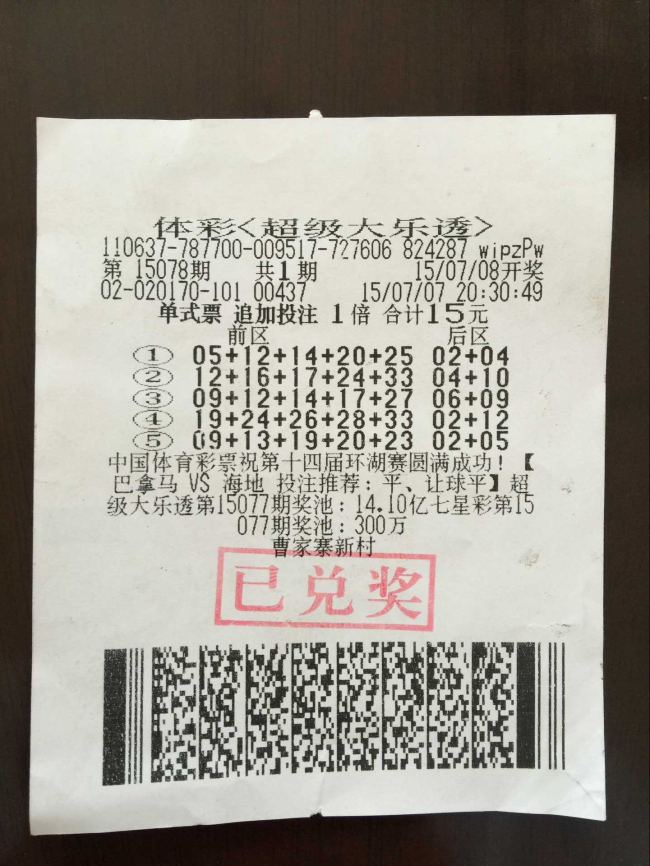 体彩<超级大乐透>
110637-787700-009517-727606 824287 wipzPw
第 15078期 共1期 15/07/08开奖
02-020170-101 00437 15/07/07 20:30:49
单式票 追加投注 1倍 合计15元
前区 后区
① 05+12+14+20+25 02+04
② 12+16+17+24+33 04+10
③ 09+12+14+17+27 06+09
④ 19+24+26+28+33 02+12
⑤ 09+13+19+20+23 02+05
中国体育彩票祝第十四届环湖赛圆满成功！【
巴拿马 VS 海地 投注推荐：平、让球平】超
级大乐透第15077期奖池：14.10亿七星彩第15
077期奖池：300万
曹家寨新村
已兑奖